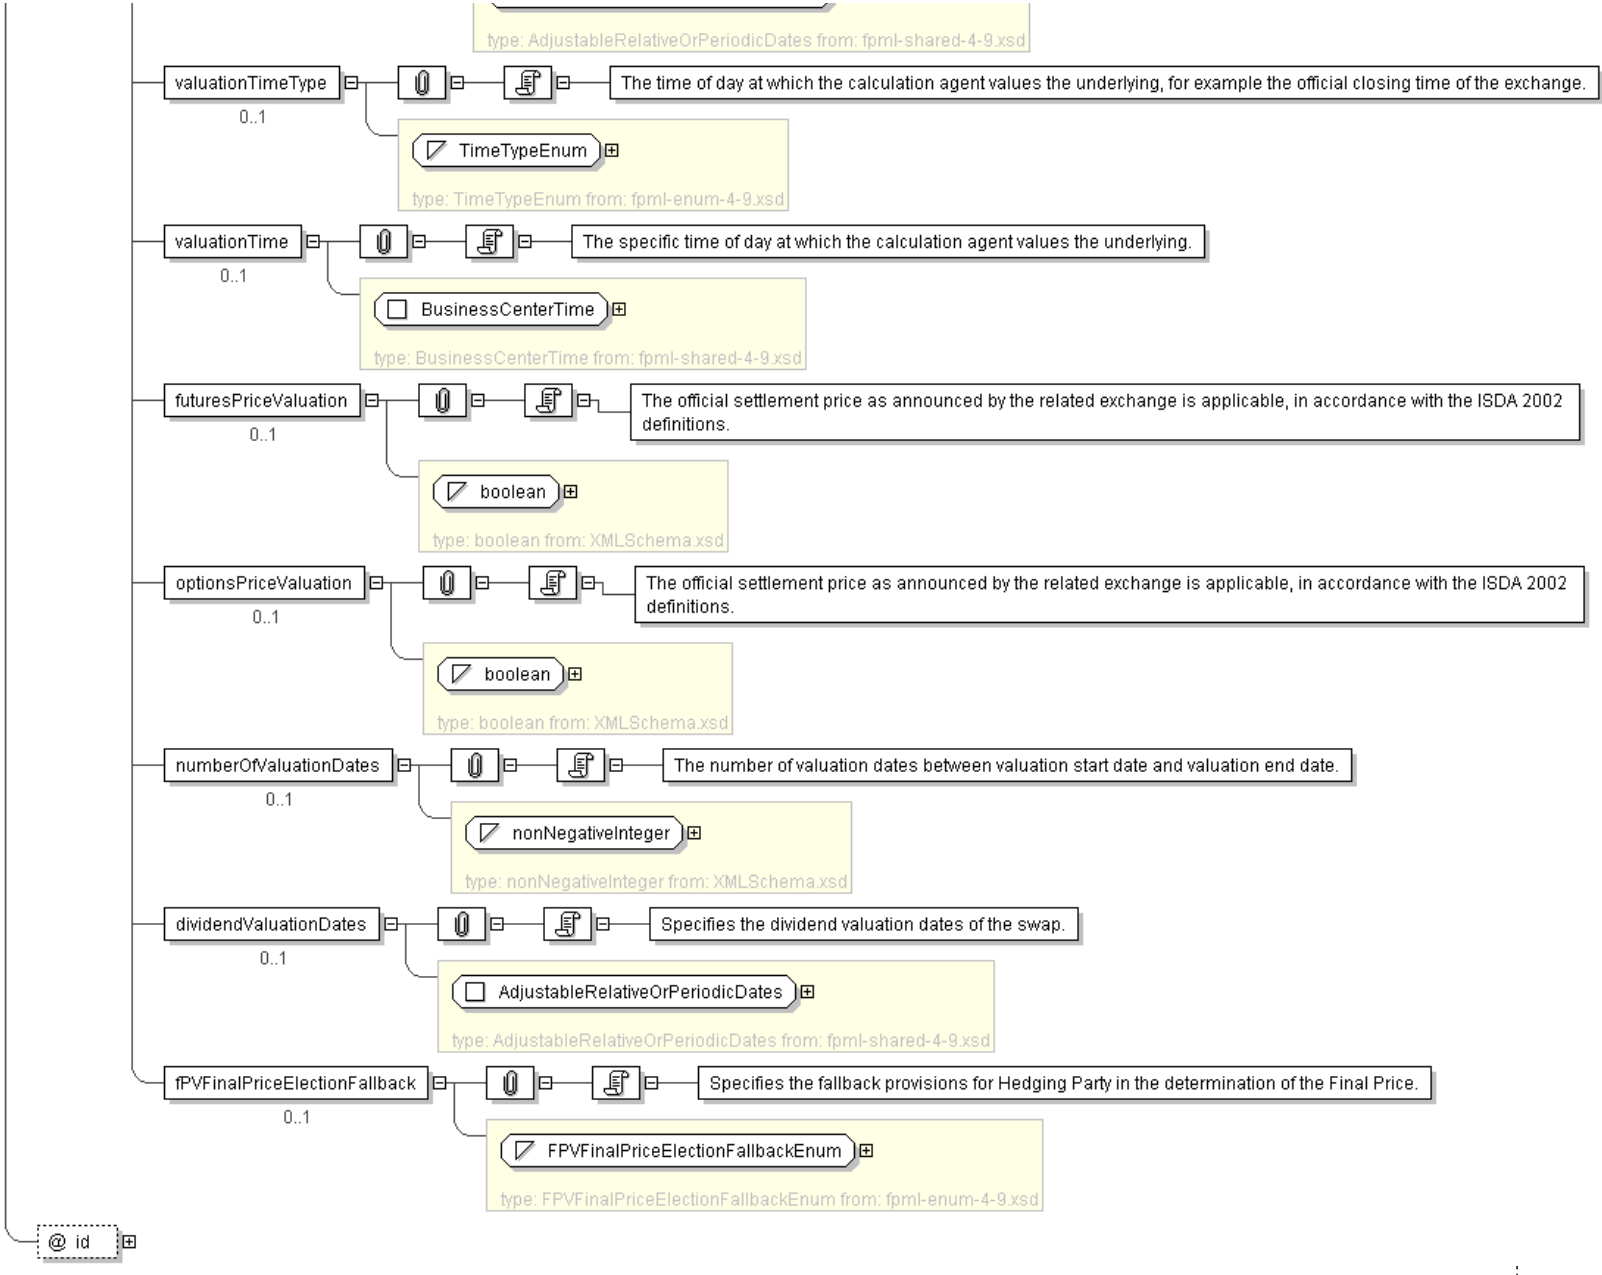 type: AdjustableRelativeOrPeriodicDates from: fpml-shared-4-9.xsd
valuationTimeType
The time of day at which the calculation agent values the underlying, for example the official closing time of the exchange.
0..1
TimeTypeEnum
type: TimeTypeEnum from: fpml-enum-4-9.xsd
valuationTime
The specific time of day at which the calculation agent values the underlying.
0..1
BusinessCenterTime
type: BusinessCenterTime from: fpml-shared-4-9.xsd
futuresPriceValuation
The official settlement price as announced by the related exchange is applicable, in accordance with the ISDA 2002
definitions.
0..1
boolean
type: boolean from: XMLSchema.xsd
optionsPriceValuation
The official settlement price as announced by the related exchange is applicable, in accordance with the ISDA 2002
definitions.
0..1
boolean
type: boolean from: XMLSchema.xsd
numberOfValuationDates
The number of valuation dates between valuation start date and valuation end date.
0..1
nonNegativeInteger
type: nonNegativeInteger from: XMLSchema.xsd
dividendValuationDates
Specifies the dividend valuation dates of the swap.
0..1
AdjustableRelativeOrPeriodicDates
type: AdjustableRelativeOrPeriodicDates from: fpml-shared-4-9.xsd
fPVFinalPriceElectionFallback
Specifies the fallback provisions for Hedging Party in the determination of the Final Price.
0..1
FPVFinalPriceElectionFallbackEnum
type: FPVFinalPriceElectionFallbackEnum from: fpml-enum-4-9.xsd
@ id